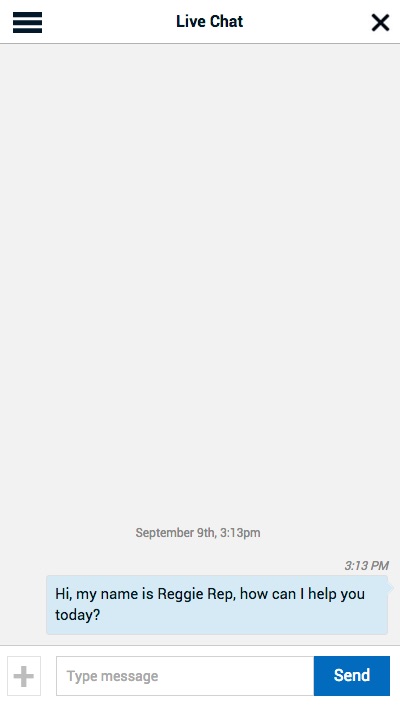 Live Chat
September 9th, 3:13pm
3:13 PM
Hi, my name is Reggie Rep, how can I help you
today?
Type message
Send